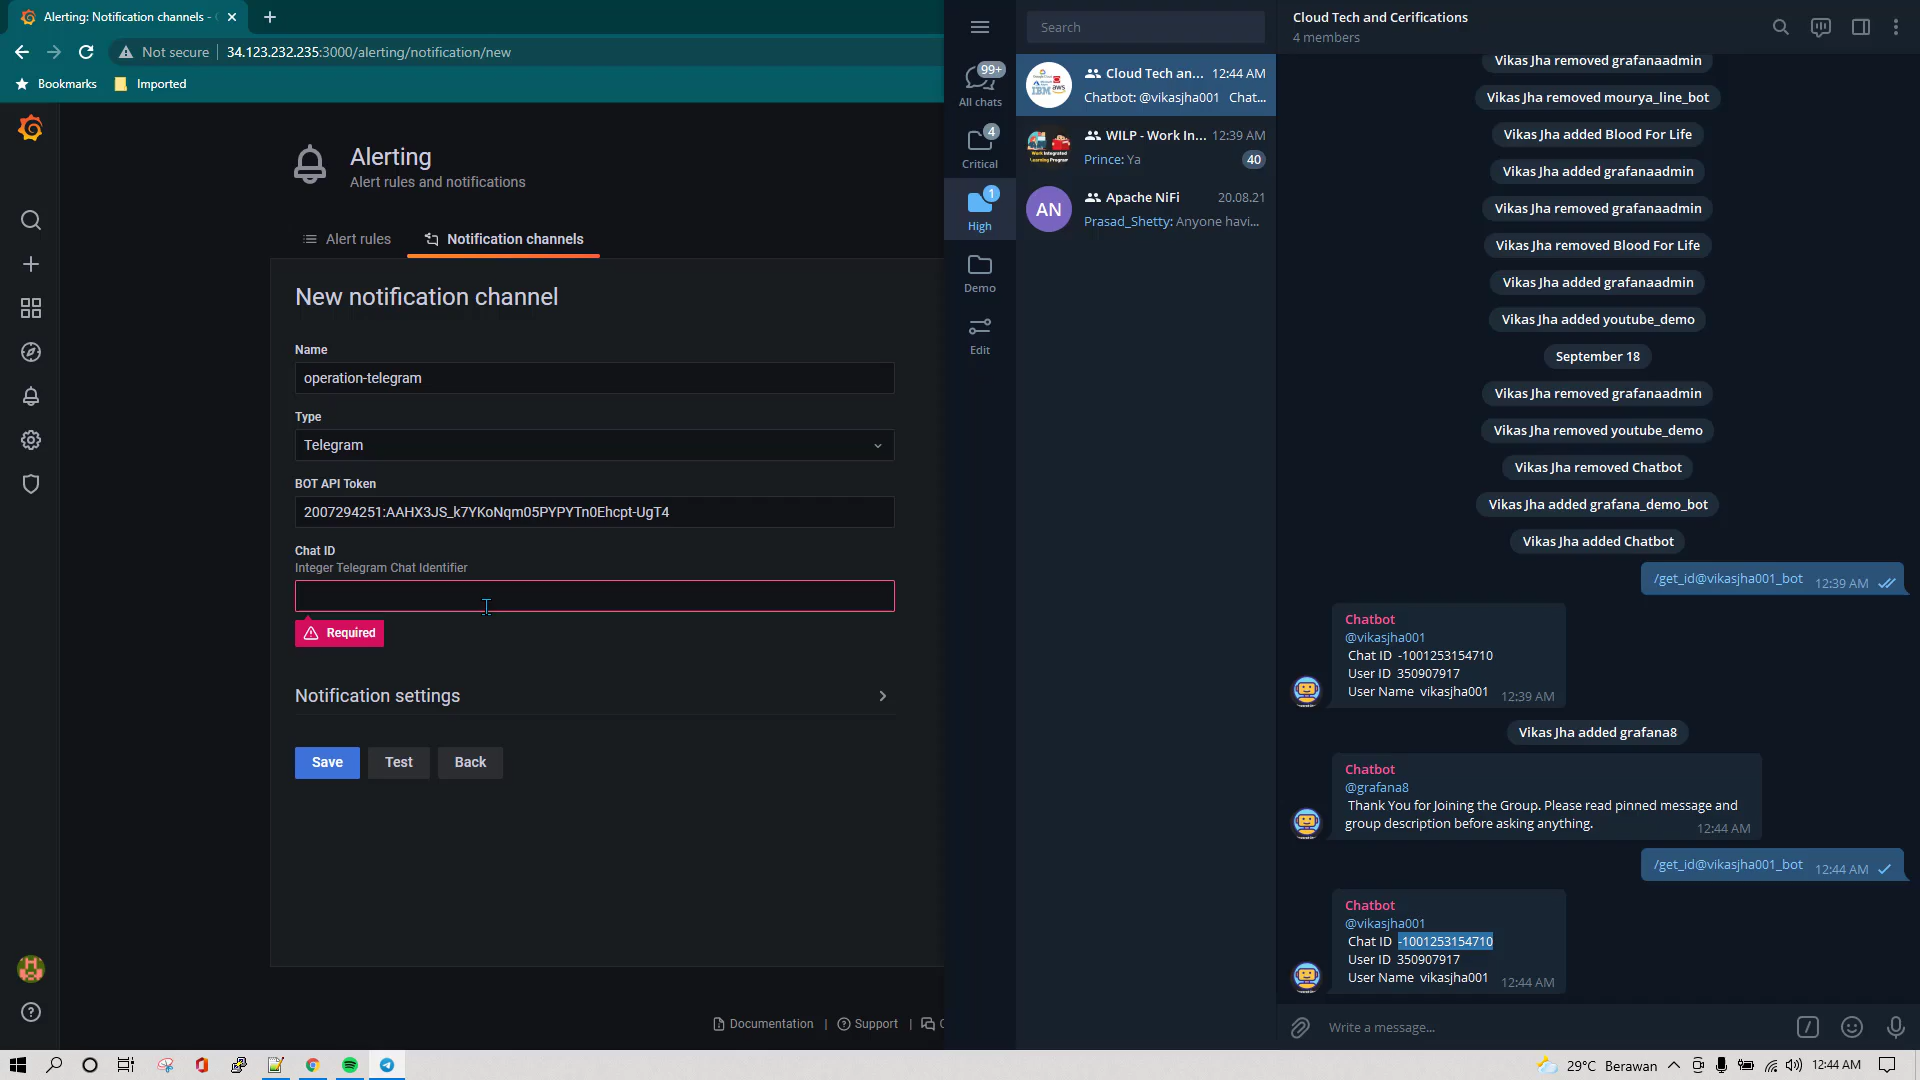 Alerting: Notification channels -
Not secure
34.123.232.235:3000/alerting/notification/new
Bookmarks
Imported
Alerting
Alert rules and notifications
Alert rules
Notification channels
New notification channel
Name
operation-telegram
Type
Telegram
BOT API Token
2007294251:AAHX3JS_k7YKoNqm05PYPYTn0Ehcpt-UgT4
Chat ID
Integer Telegram Chat Identifier
Required
Notification settings
Save
Test
Back
Documentation
Support
Search
99+
All chats
4
Critical
1
High
Demo
Edit
Cloud Tech an...
12:44 AM
Chatbot: @vikasjha001 Chat...
WILP - Work In...
12:39 AM
Prince: Ya
40
AN
Apache NiFi
20.08.21
Prasad_Shetty: Anyone havi...
Cloud Tech and Cerifications
4 members
Vikas Jha removed grafanaadmin
Vikas Jha removed mourya_line_bot
Vikas Jha added Blood For Life
Vikas Jha added grafanaadmin
Vikas Jha removed grafanaadmin
Vikas Jha removed Blood For Life
Vikas Jha added grafanaadmin
Vikas Jha added youtube_demo
September 18
Vikas Jha removed grafanaadmin
Vikas Jha removed youtube_demo
Vikas Jha removed Chatbot
Vikas Jha added grafana_demo_bot
Vikas Jha added Chatbot
/get_id@vikasjha001_bot
12:39 AM
Chatbot
@vikasjha001
Chat ID -1001253154710
User ID 350907917
User Name vikasjha001
12:39 AM
Vikas Jha added grafana8
Chatbot
@grafana8
Thank You for Joining the Group. Please read pinned message and
group description before asking anything.
12:44 AM
/get_id@vikasjha001_bot
12:44 AM
Chatbot
@vikasjha001
Chat ID -1001253154710
User ID 350907917
User Name vikasjha001
12:44 AM
Write a message...
29°C Berawan
12:44 AM